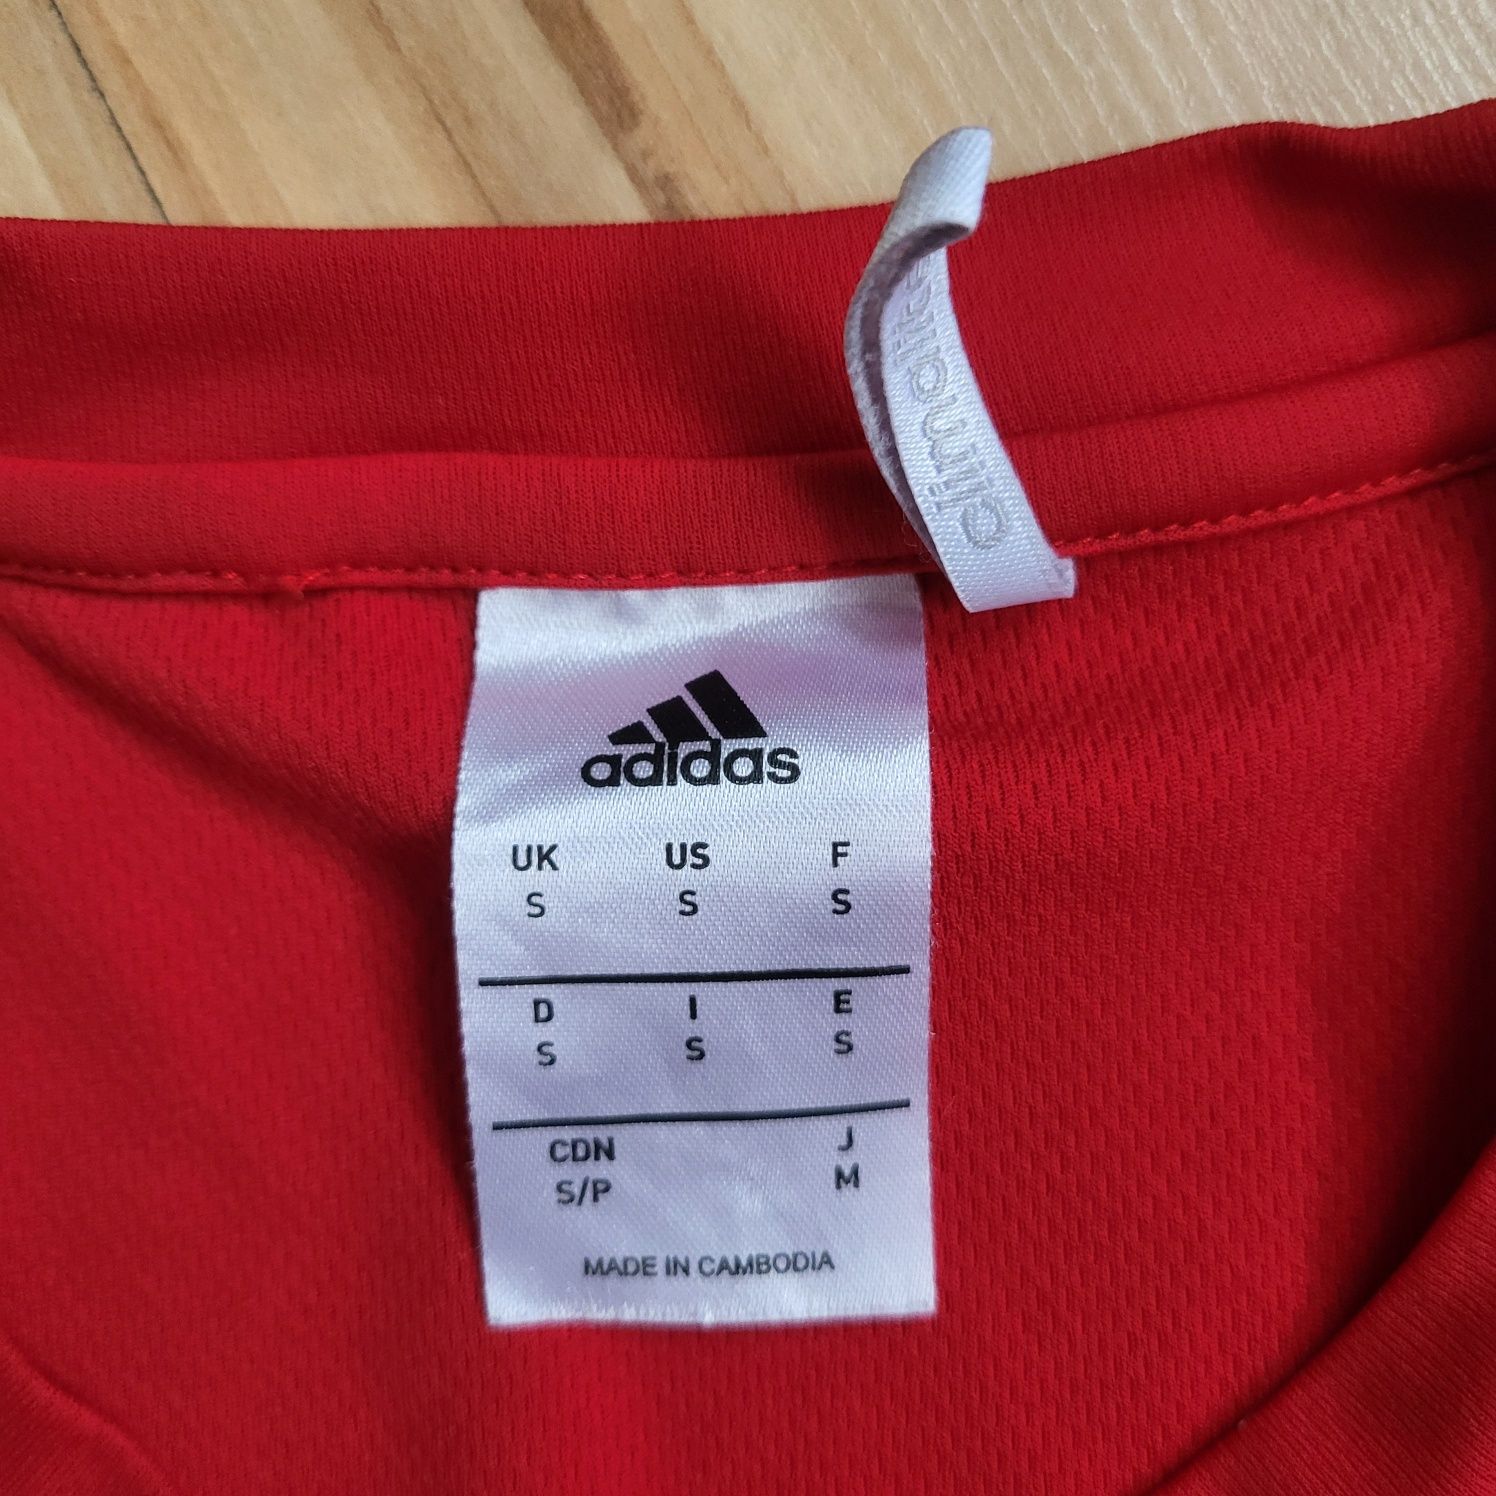 climalite
adidas
UK US F
S S S
D I E
S S S
CDN J
S/P M
MADE IN CAMBODIA